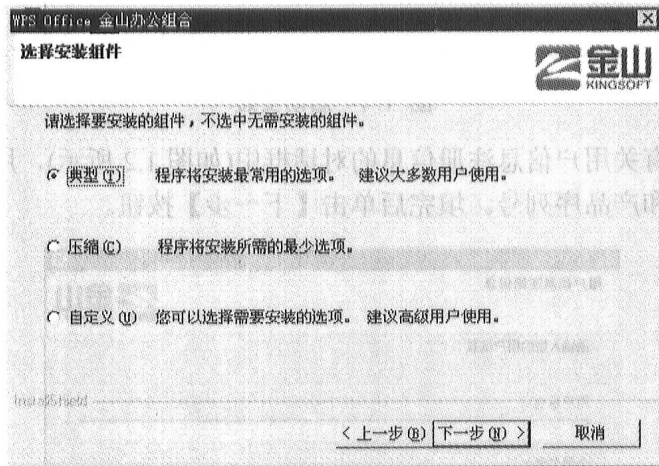 WPS Office 金山办公组合
选择安装组件
金山
KINGSOFT
请选择要安装的组件，不选中无需安装的组件。
典型(T) 程序将安装最常用的选项。 建议大多数用户使用。
压缩(C) 程序将安装所需的最少选项。
自定义(U) 您可以选择需要安装的选项。 建议高级用户使用。
InstallShield
< 上一步(B) 下一步(N) > 取消